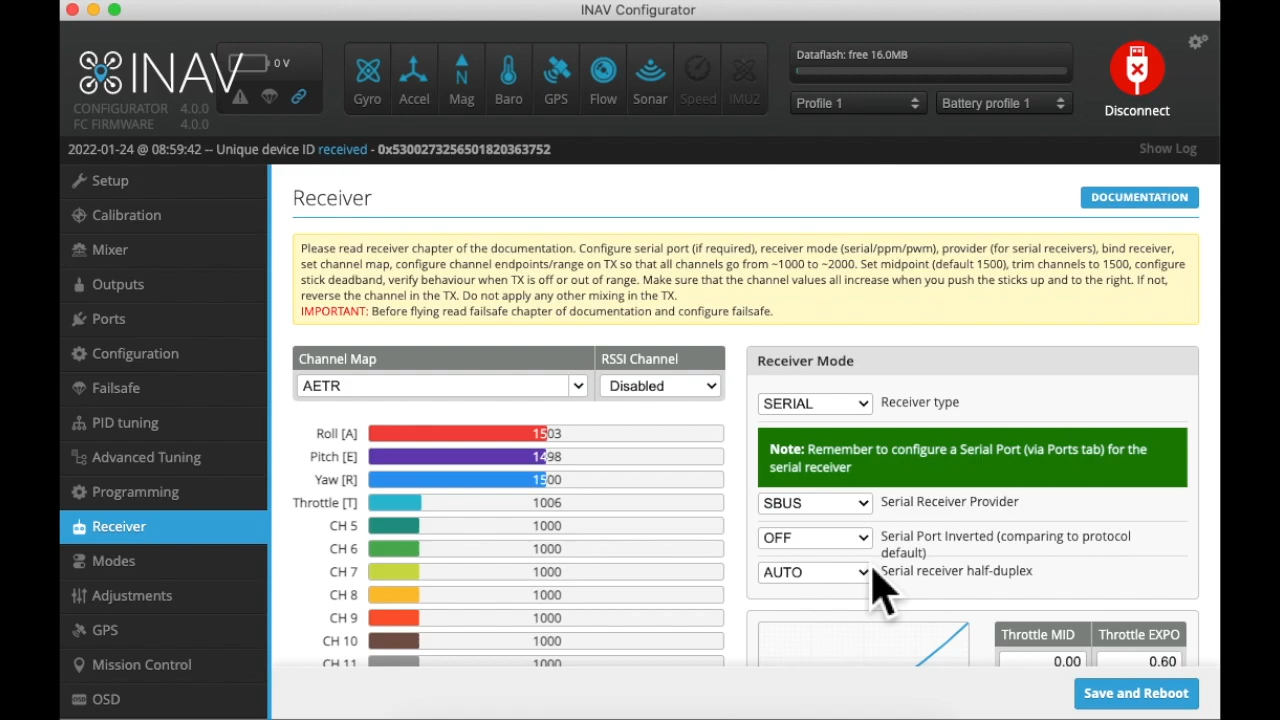 INAV Configurator
INAV
CONFIGURATOR 4.0.0
FC FIRMWARE 4.0.0
0 V
Gyro Accel Mag Baro GPS Flow Sonar Speed IMU2
Dataflash: free 16.0MB
Profile 1 Battery profile 1
Disconnect
2022-01-24 @ 08:59:42 -- Unique device ID received - 0x5300273256501820363752
Show Log
Setup
Calibration
Mixer
Outputs
Ports
Configuration
Failsafe
PID tuning
Advanced Tuning
Programming
Receiver
Modes
Adjustments
GPS
Mission Control
OSD
Receiver
DOCUMENTATION
Please read receiver chapter of the documentation. Configure serial port (if required), receiver mode (serial/ppm/pwm), provider (for serial receivers), bind receiver,
set channel map, configure channel endpoints/range on TX so that all channels go from ~1000 to ~2000. Set midpoint (default 1500), trim channels to 1500, configure
stick deadband, verify behaviour when TX is off or out of range. Make sure that the channel values all increase when you push the sticks up and to the right. If not,
reverse the channel in the TX. Do not apply any other mixing in the TX.
IMPORTANT: Before flying read failsafe chapter of documentation and configure failsafe.
Channel Map RSSI Channel
AETR Disabled
Roll [A] 1503
Pitch [E] 1498
Yaw [R] 1500
Throttle [T] 1006
CH 5 1000
CH 6 1000
CH 7 1000
CH 8 1000
CH 9 1000
CH 10 1000
CH 11 1000
Receiver Mode
SERIAL Receiver type
Note: Remember to configure a Serial Port (via Ports tab) for the
serial receiver
SBUS Serial Receiver Provider
OFF Serial Port Inverted (comparing to protocol
default)
AUTO Serial receiver half-duplex
Throttle MID Throttle EXPO
0.00 0.60
Save and Reboot